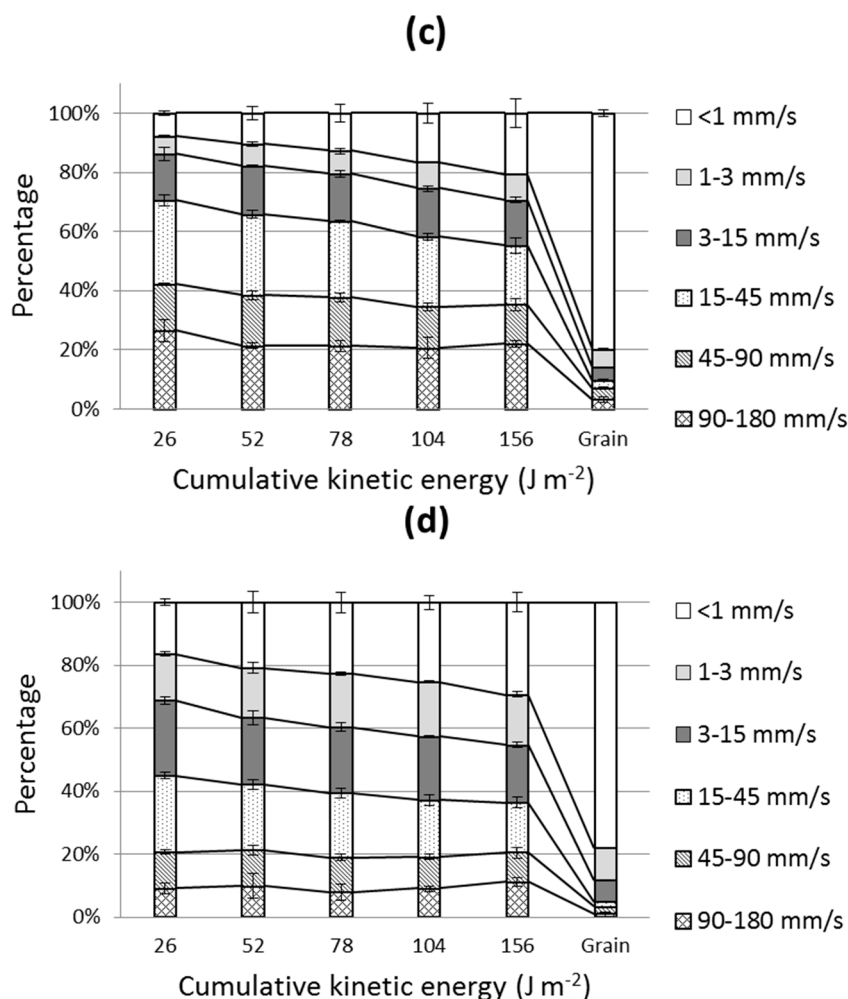 (c)
100%
80%
60%
40%
20%
0%
Percentage
26 52 78 104 156 Grain
Cumulative kinetic energy (J m-2)
<1 mm/s
1-3 mm/s
3-15 mm/s
15-45 mm/s
45-90 mm/s
90-180 mm/s
(d)
100%
80%
60%
40%
20%
0%
Percentage
26 52 78 104 156 Grain
Cumulative kinetic energy (J m-2)
<1 mm/s
1-3 mm/s
3-15 mm/s
15-45 mm/s
45-90 mm/s
90-180 mm/s